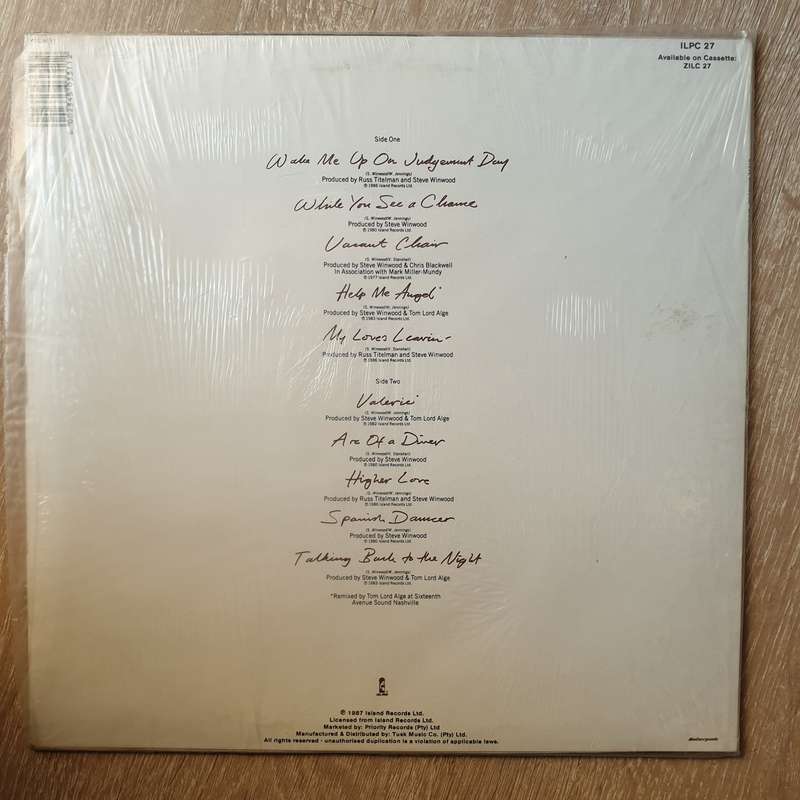 ILPC 27
Available on Cassette:
ZILC 27
Side One
Wake Me Up On Judgement Day
(S. Winwood/W. Jennings)
Produced by Russ Titelman and Steve Winwood
℗ 1986 Island Records Ltd.
While You See a Chance
(S. Winwood/W. Jennings)
Produced by Steve Winwood
℗ 1980 Island Records Ltd.
Vacant Chair
(S. Winwood/V. Stanshall)
Produced by Steve Winwood & Chris Blackwell
In Association with Mark Miller-Mundy
℗ 1977 Island Records Ltd.
Help Me Angel*
(S. Winwood/W. Jennings)
Produced by Steve Winwood & Tom Lord Alge
Island Records Ltd.
My Loves Leavin'
(S. Winwood/V. Stanshall)
Produced by Russ Titelman and Steve Winwood
℗ 1986 Island Records Ltd.
Side Two
Valerie*
(S. Winwood/W. Jennings)
Produced by Steve Winwood & Tom Lord Alge
℗ 1982 Island Records Ltd.
Arc Of a Diver
(S. Winwood/V. Stanshall)
Produced by Steve Winwood
℗ 1980 Island Records Ltd.
Higher Love
(S. Winwood/W. Jennings)
Produced by Russ Titelman and Steve Winwood
℗ 1986 Island Records Ltd.
Spanish Dancer
(S. Winwood/W. Jennings)
Produced by Steve Winwood
℗ 1980 Island Records Ltd.
Talking Back to the Night
(S. Winwood/W. Jennings)
Produced by Steve Winwood & Tom Lord Alge
Island Records Ltd.
*Remixed by Tom Lord Alge at Sixteenth
Avenue Sound Nashville
℗ 1987 Island Records Ltd.
Licensed from Island Records Ltd.
Marketed by: Priority Records (Pty) Ltd
Manufactured & Distributed by: Tusk Music Co. (Pty) Ltd.
All rights reserved - unauthorised duplication is a violation of applicable laws.